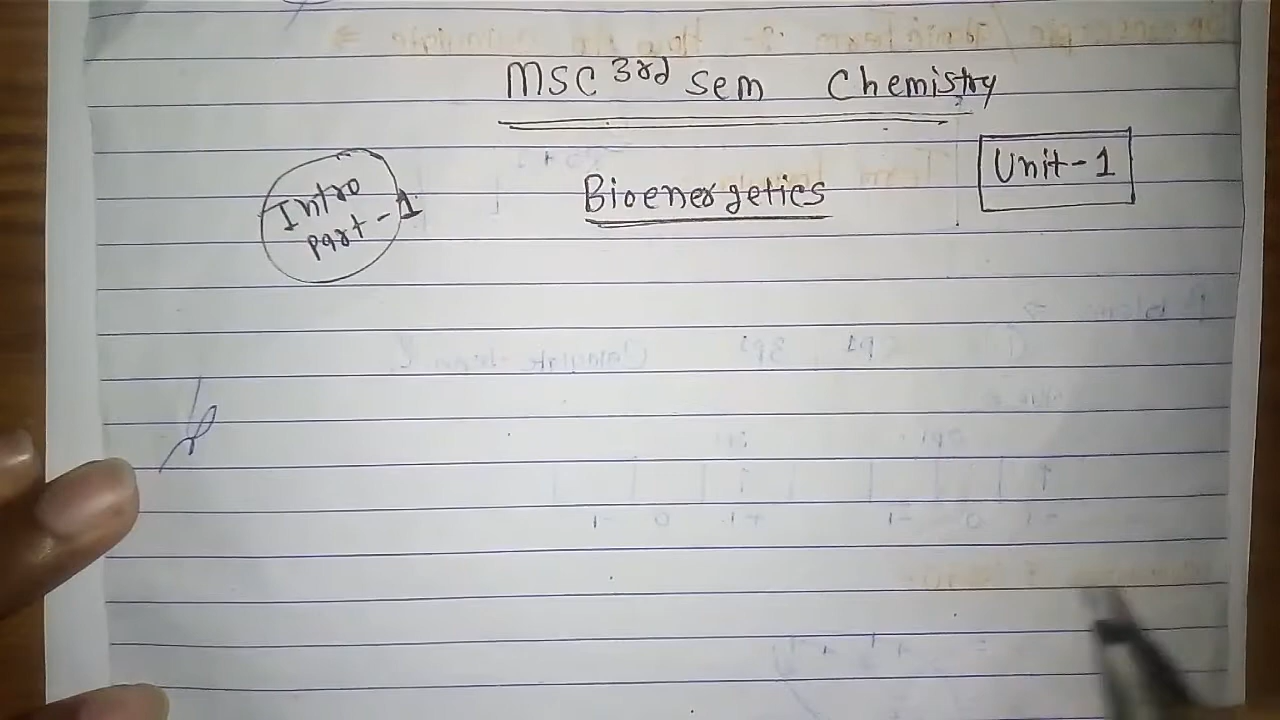 MSC 3rd Sem Chemistry
Unit-1
Intro
part-1
Bioenergetics